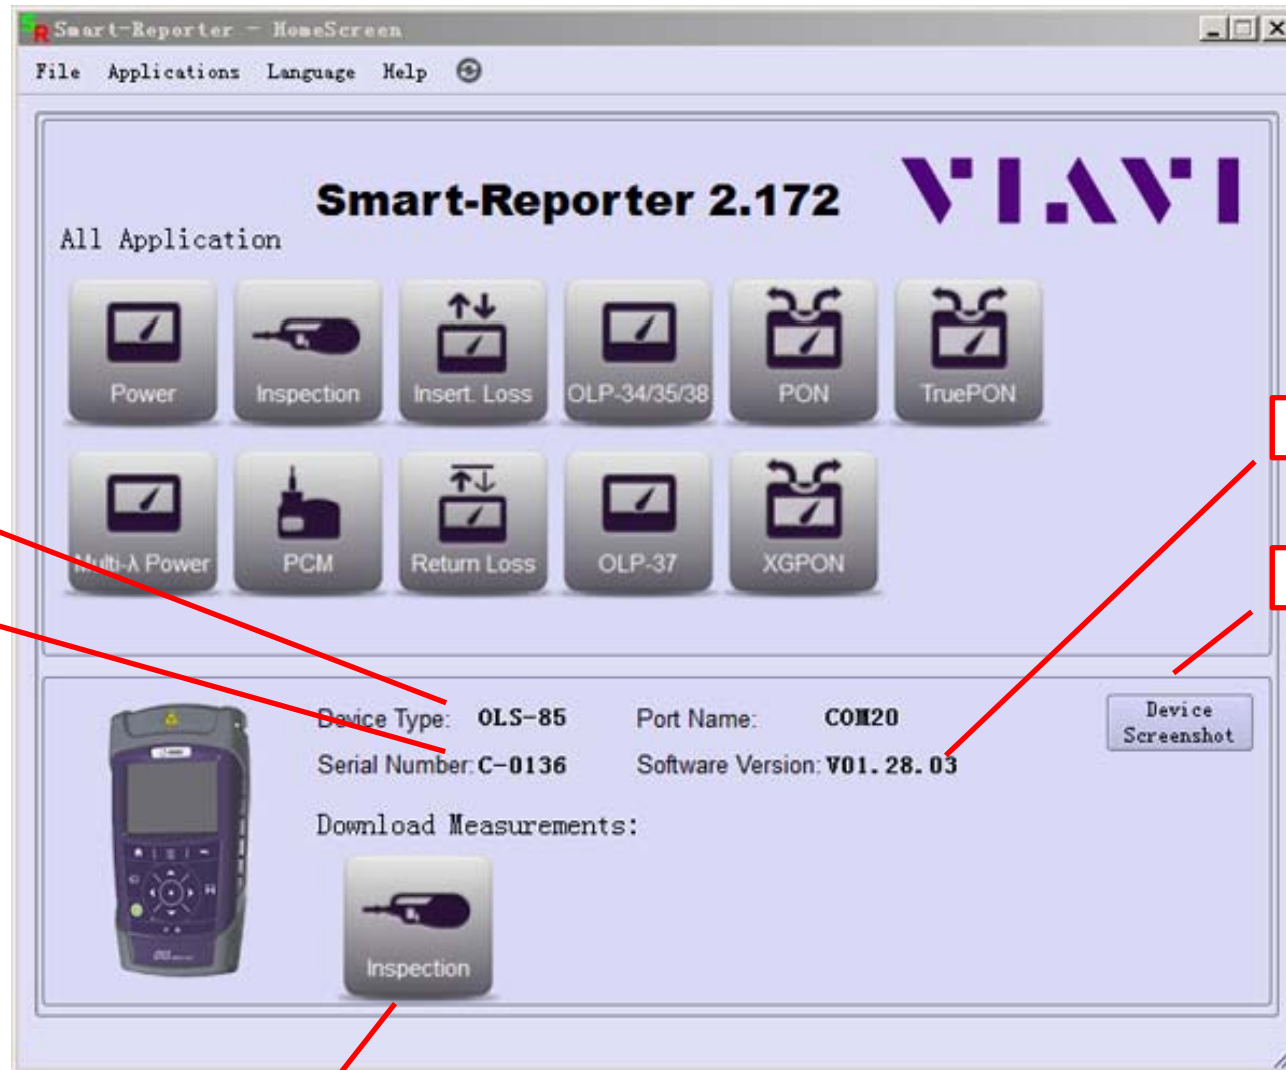 Smart-Reporter - HomeScreen
File Applications Language Help
Smart-Reporter 2.172
VIAVI
All Application
Power Inspection Insert. Loss OLP-34/35/38 PON TruePON
Multi-λ Power PCM Return Loss OLP-37 XGPON
Device Type: OLS-85 Port Name: COM20 Device
Screenshot
Serial Number: C-0136 Software Version: V01.28.03
Download Measurements:
Inspection